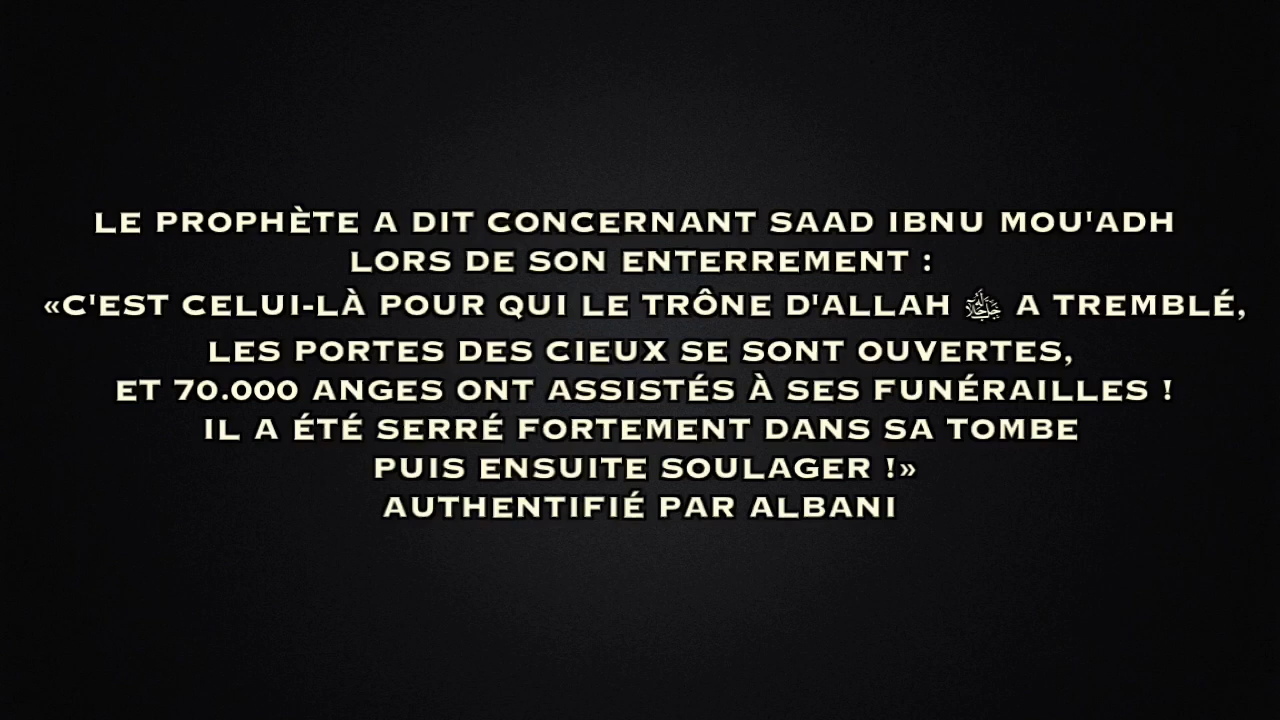 LE PROPHÈTE A DIT CONCERNANT SAAD IBNU MOU'ADH
LORS DE SON ENTERREMENT :
«C'EST CELUI-LÀ POUR QUI LE TRÔNE D'ALLAH ﷻ A TREMBLÉ,
LES PORTES DES CIEUX SE SONT OUVERTES,
ET 70.000 ANGES ONT ASSISTÉS À SES FUNÉRAILLES !
IL A ÉTÉ SERRÉ FORTEMENT DANS SA TOMBE
PUIS ENSUITE SOULAGER !»
AUTHENTIFIÉ PAR ALBANI